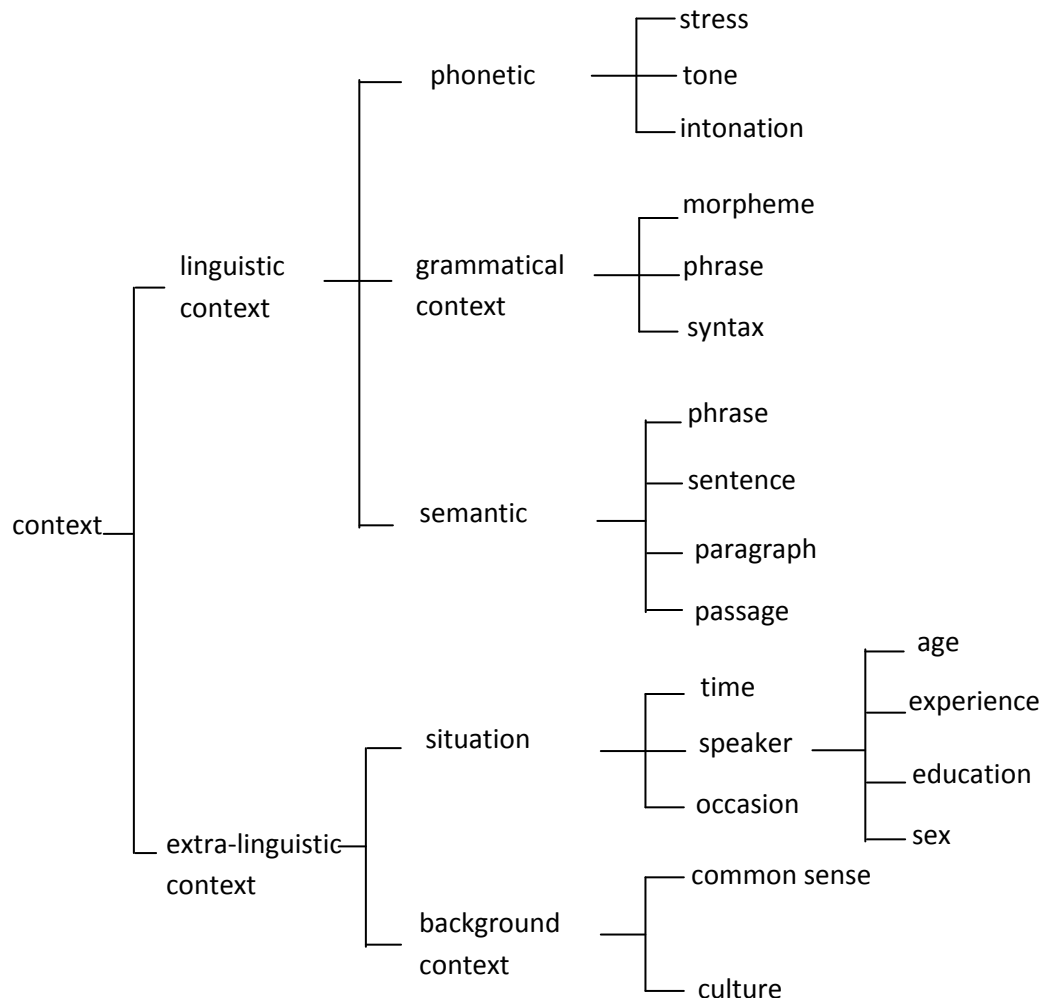 stress
phonetic
tone
intonation
morpheme
linguistic
context
grammatical
context
phrase
syntax
phrase
sentence
semantic
context
paragraph
passage
age
time
experience
situation
speaker
education
occasion
sex
extra-linguistic
context
common sense
background
context
culture